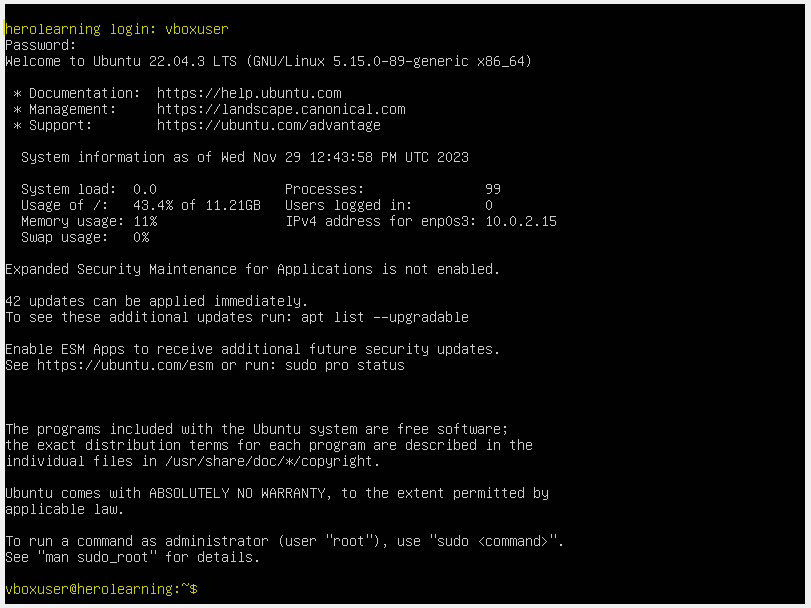 herolearning login: vboxuser
Password:
Welcome to Ubuntu 22.04.3 LTS (GNU/Linux 5.15.0-89-generic x86_64)
* Documentation:  https://help.ubuntu.com
* Management:     https://landscape.canonical.com
* Support:        https://ubuntu.com/advantage
System information as of Wed Nov 29 12:43:58 PM UTC 2023
System load:  0.0                Processes:               99
Usage of /:   43.4% of 11.21GB   Users logged in:         0
Memory usage: 11%                IPv4 address for enp0s3: 10.0.2.15
Swap usage:   0%
Expanded Security Maintenance for Applications is not enabled.
42 updates can be applied immediately.
To see these additional updates run: apt list --upgradable
Enable ESM Apps to receive additional future security updates.
See https://ubuntu.com/esm or run: sudo pro status
The programs included with the Ubuntu system are free software;
the exact distribution terms for each program are described in the
individual files in /usr/share/doc/*/copyright.
Ubuntu comes with ABSOLUTELY NO WARRANTY, to the extent permitted by
applicable law.
To run a command as administrator (user "root"), use "sudo <command>".
See "man sudo_root" for details.
vboxuser@herolearning:~$